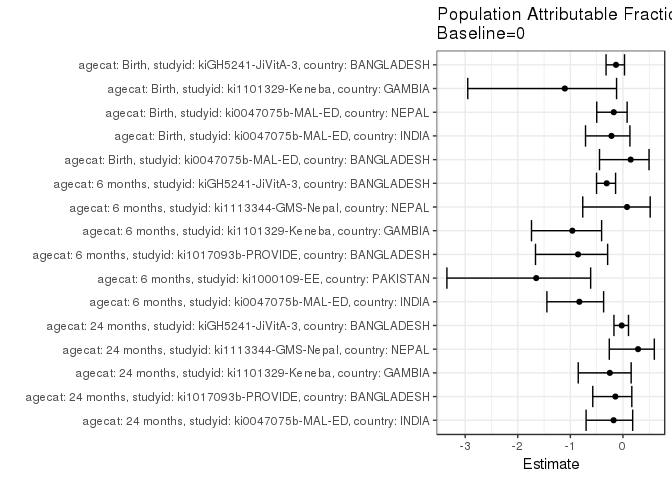 Population Attributable Fractio
Baseline=0
agecat: Birth, studyid: kiGH5241-JiVitA-3, country: BANGLADESH
agecat: Birth, studyid: ki1101329-Keneba, country: GAMBIA
agecat: Birth, studyid: ki0047075b-MAL-ED, country: NEPAL
agecat: Birth, studyid: ki0047075b-MAL-ED, country: INDIA
agecat: Birth, studyid: ki0047075b-MAL-ED, country: BANGLADESH
agecat: 6 months, studyid: kiGH5241-JiVitA-3, country: BANGLADESH
agecat: 6 months, studyid: ki1113344-GMS-Nepal, country: NEPAL
agecat: 6 months, studyid: ki1101329-Keneba, country: GAMBIA
agecat: 6 months, studyid: ki1017093b-PROVIDE, country: BANGLADESH
agecat: 6 months, studyid: ki1000109-EE, country: PAKISTAN
agecat: 6 months, studyid: ki0047075b-MAL-ED, country: INDIA
agecat: 24 months, studyid: kiGH5241-JiVitA-3, country: BANGLADESH
agecat: 24 months, studyid: ki1113344-GMS-Nepal, country: NEPAL
agecat: 24 months, studyid: ki1101329-Keneba, country: GAMBIA
agecat: 24 months, studyid: ki1017093b-PROVIDE, country: BANGLADESH
agecat: 24 months, studyid: ki0047075b-MAL-ED, country: INDIA
-3 -2 -1 0
Estimate